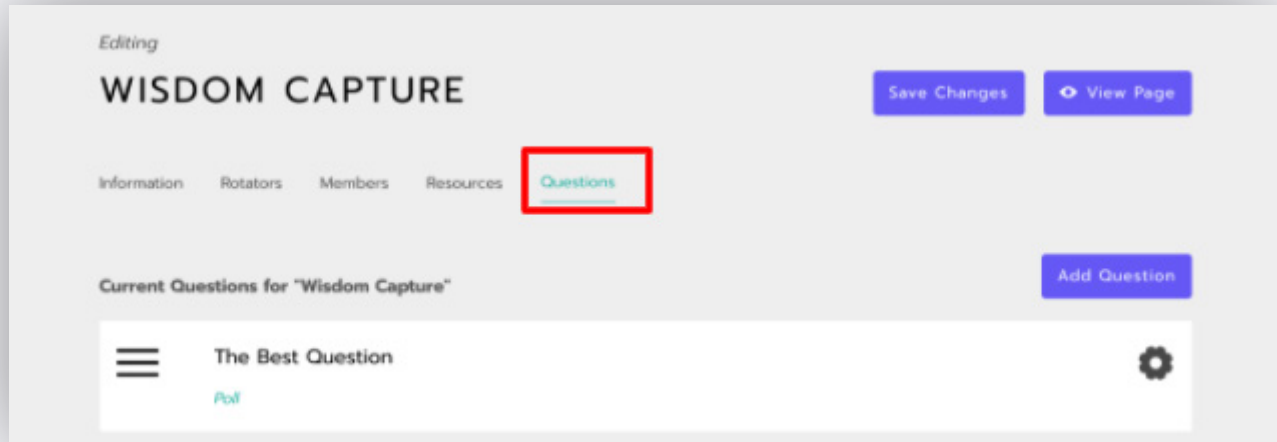 Editing
WISDOM CAPTURE
Save Changes
View Page
Information Rotators Members Resources Questions
Current Questions for "Wisdom Capture"
Add Question
The Best Question
Poll